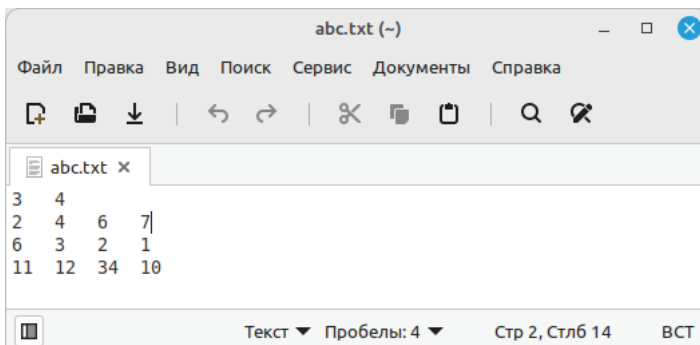 abc.txt (~)
Файл Правка Вид Поиск Сервис Документы Справка
abc.txt
3 4
2 4 6 7
6 3 2 1
11 12 34 10
Текст Пробелы: 4 Стр 2, Стлб 14 ВСТ